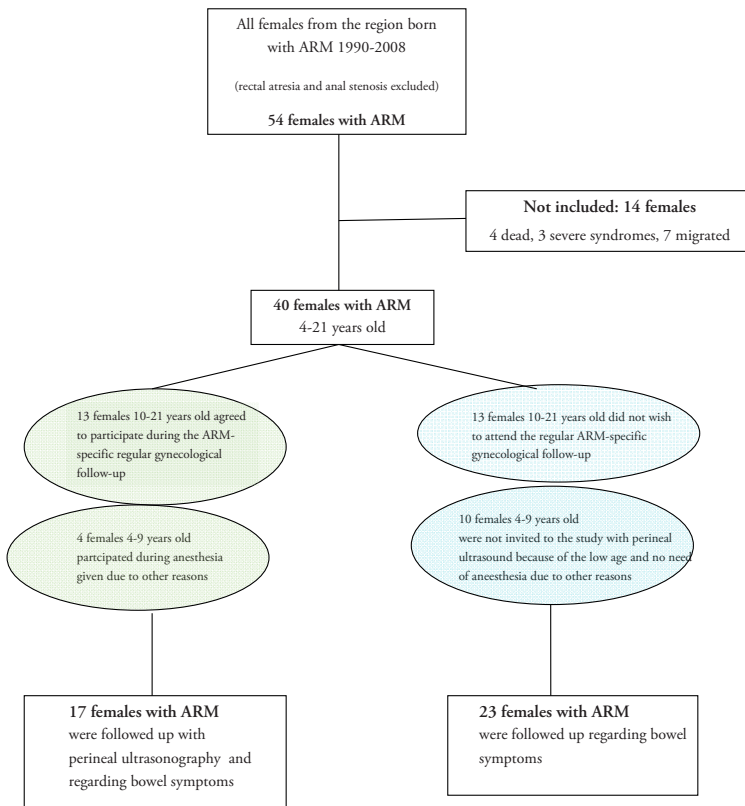 All females from the region born
with ARM 1990-2008
(rectal atresia and anal stenosis excluded)
54 females with ARM
Not included: 14 females
4 dead, 3 severe syndromes, 7 migrated
40 females with ARM
4-21 years old
13 females 10-21 years old agreed
to participate during the ARM-
specific regular gynecological
follow-up
13 females 10-21 years old did not wish
to attend the regular ARM-specific
gynecological follow-up
4 females 4-9 years old
partcipated during anesthesia
given due to other reasons
10 females 4-9 years old
were not invited to the study with perineal
ultrasound because of the low age and no need
of aneesthesia due to other reasons
17 females with ARM
were followed up with
perineal ultrasonography and
regarding bowel symptoms
23 females with ARM
were followed up regarding bowel
symptoms